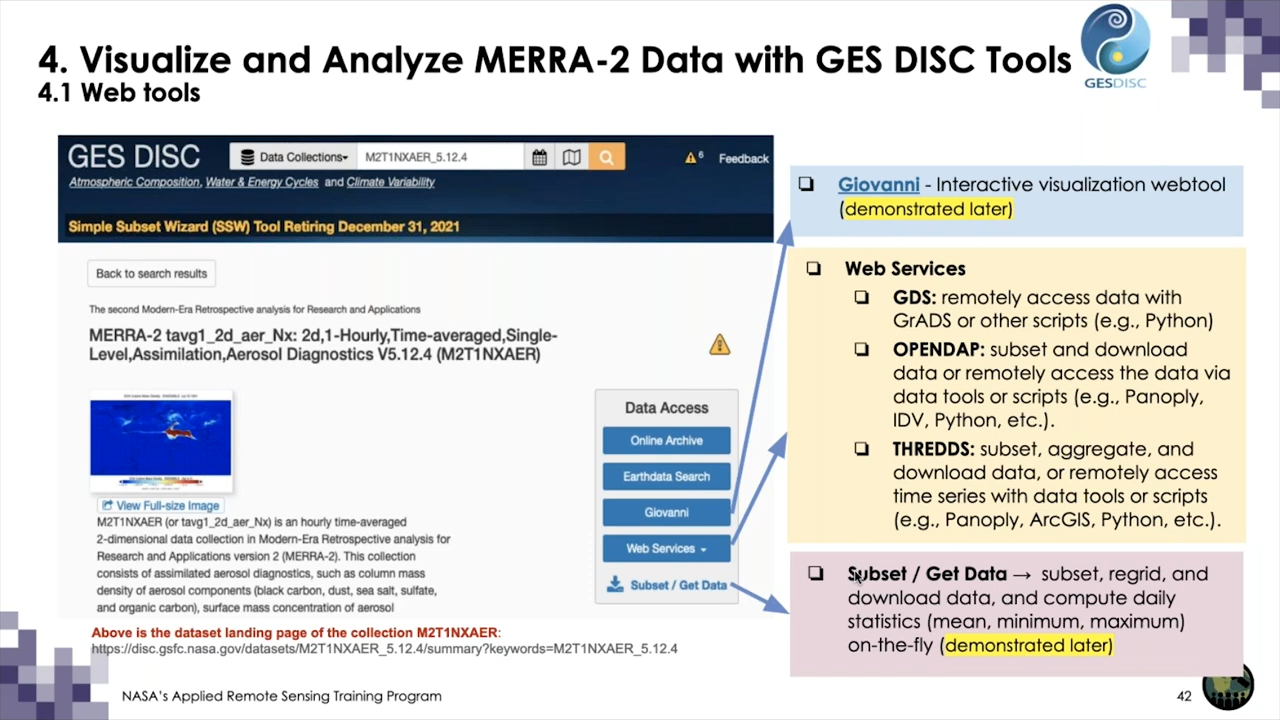 4. Visualize and Analyze MERRA-2 Data with GES DISC Tools
4.1 Web tools
GES DISC
GES DISC
Data Collections
M2T1NXAER_5.12.4
6
Feedback
Atmospheric Composition, Water & Energy Cycles and Climate Variability
Simple Subset Wizard (SSW) Tool Retiring December 31, 2021
Back to search results
The second Modern-Era Retrospective analysis for Research and Applications
MERRA-2 tavg1_2d_aer_Nx: 2d,1-Hourly,Time-averaged,Single-
Level,Assimilation,Aerosol Diagnostics V5.12.4 (M2T1NXAER)
View Full-size Image
M2T1NXAER (or tavg1_2d_aer_Nx) is an hourly time-averaged
2-dimensional data collection in Modern-Era Retrospective analysis for
Research and Applications version 2 (MERRA-2). This collection
consists of assimilated aerosol diagnostics, such as column mass
density of aerosol components (black carbon, dust, sea salt, sulfate,
and organic carbon), surface mass concentration of aerosol
Data Access
Online Archive
Earthdata Search
Giovanni
Web Services
Subset / Get Data
Above is the dataset landing page of the collection M2T1NXAER:
https://disc.gsfc.nasa.gov/datasets/M2T1NXAER_5.12.4/summary?keywords=M2T1NXAER_5.12.4
Giovanni - Interactive visualization webtool
(demonstrated later)
Web Services
GDS: remotely access data with
GrADS or other scripts (e.g., Python)
OPENDAP: subset and download
data or remotely access the data via
data tools or scripts (e.g., Panoply,
IDV, Python, etc.).
THREDDS: subset, aggregate, and
download data, or remotely access
time series with data tools or scripts
(e.g., Panoply, ArcGIS, Python, etc.).
Subset / Get Data → subset, regrid, and
download data, and compute daily
statistics (mean, minimum, maximum)
on-the-fly (demonstrated later)
NASA's Applied Remote Sensing Training Program
42